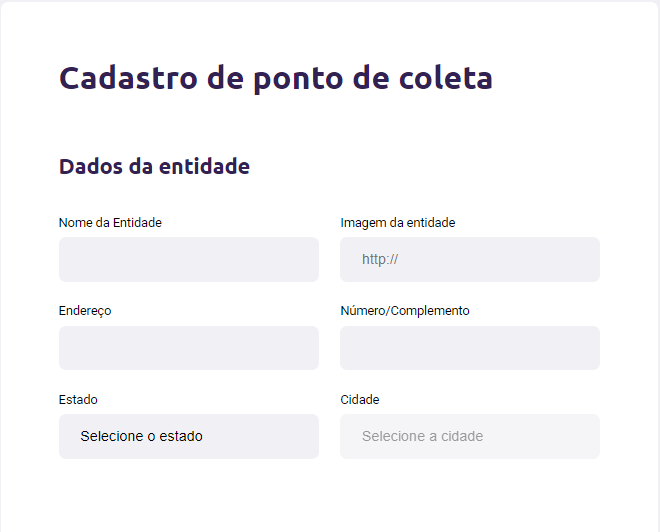 Cadastro de ponto de coleta
Dados da entidade
Nome da Entidade
Imagem da entidade
http://
Endereço
Número/Complemento
Estado
Cidade
Selecione o estado
Selecione a cidade